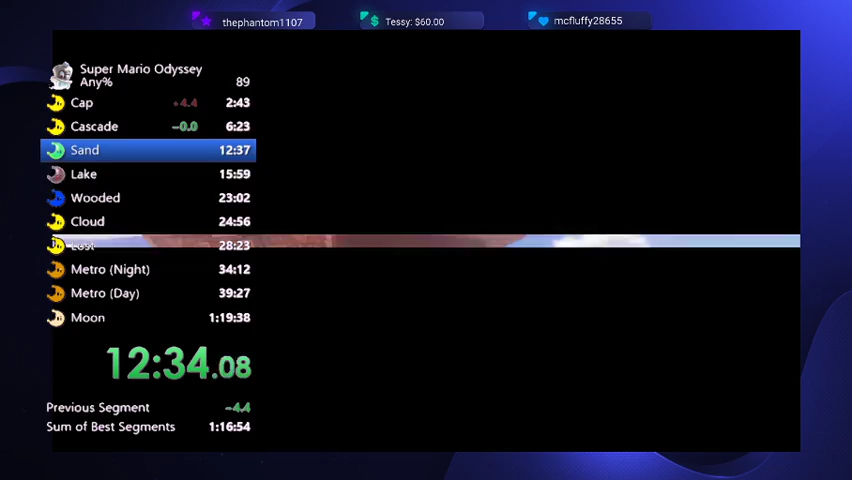 thephantom1107 Tessy: $60.00 mcfluffy28655
Super Mario Odyssey
Any% 89
Cap +4.4 2:43
Cascade -0.0 6:23
Sand 12:37
Lake 15:59
Wooded 23:02
Cloud 24:56
Lost 28:23
Metro (Night) 34:12
Metro (Day) 39:27
Moon 1:19:38
12:34.08
Previous Segment -4.4
Sum of Best Segments 1:16:54